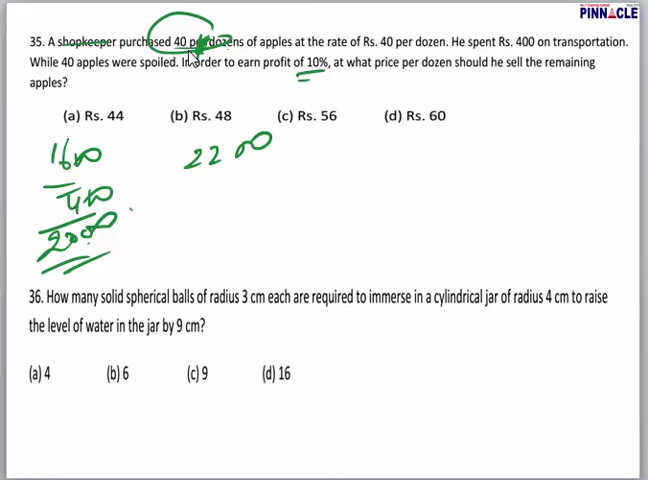 PINNACLE
35. A shopkeeper purchased 40 per dozens of apples at the rate of Rs. 40 per dozen. He spent Rs. 400 on transportation.
While 40 apples were spoiled. In order to earn profit of 10%, at what price per dozen should he sell the remaining
apples?
(a) Rs. 44 (b) Rs. 48 (c) Rs. 56 (d) Rs. 60
1600 2200
400
2000
36. How many solid spherical balls of radius 3 cm each are required to immerse in a cylindrical jar of radius 4 cm to raise
the level of water in the jar by 9 cm?
(a) 4 (b) 6 (c) 9 (d) 16